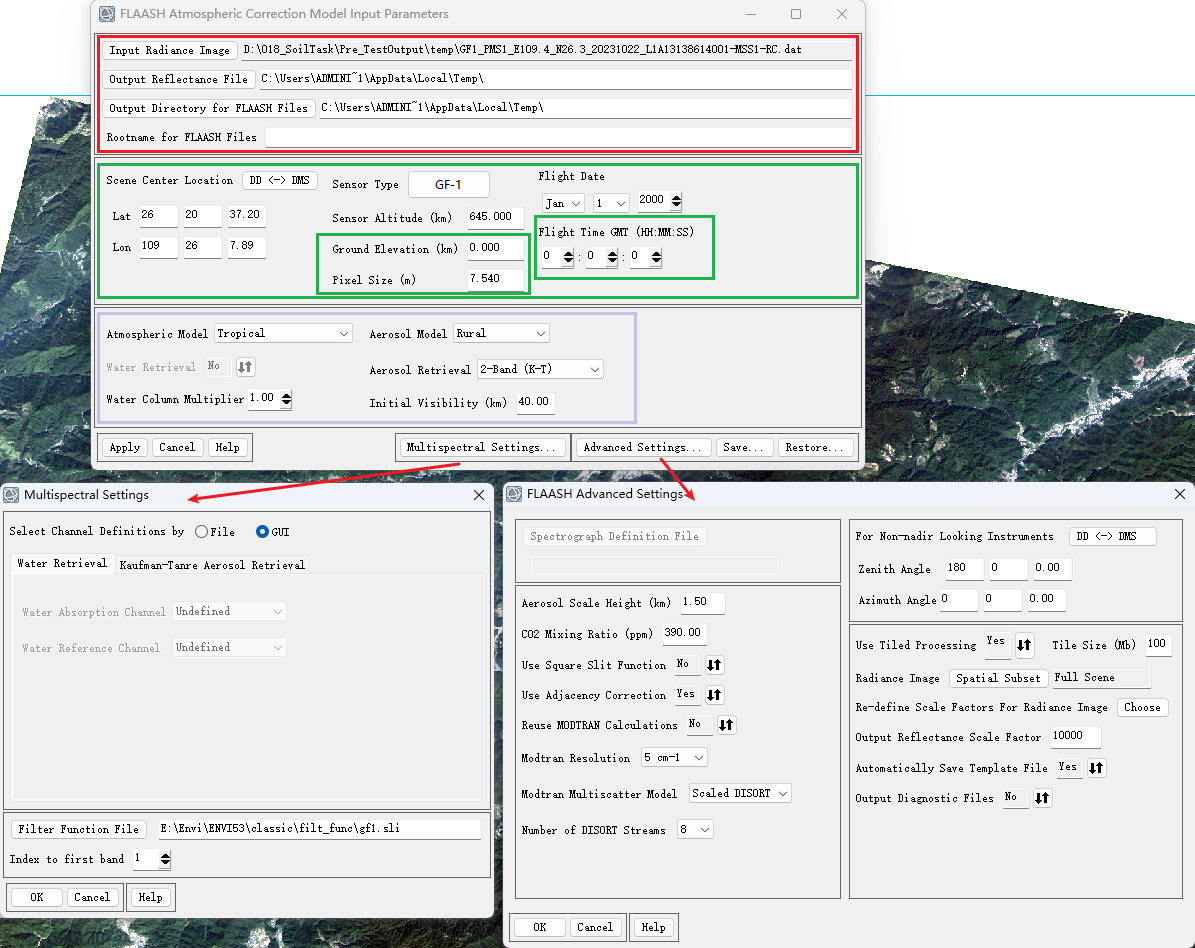 FLAASH Atmospheric Correction Model Input Parameters
Input Radiance Image D:\018_SoilTask\Pre_TestOutput\temp\GF1_PMS1_E109.4_N26.3_20231022_L1A13138614001-MSS1-RC.dat
Output Reflectance File C:\Users\ADMINI~1\AppData\Local\Temp\
Output Directory for FLAASH Files C:\Users\ADMINI~1\AppData\Local\Temp\
Rootname for FLAASH Files
Scene Center Location DD <-> DMS Sensor Type GF-1 Flight Date
Jan 1 2000
Lat 26 20 37.20 Sensor Altitude (km) 645.000
Flight Time GMT (HH:MM:SS)
Lon 109 26 7.89 Ground Elevation (km) 0.000
0 : 0 : 0
Pixel Size (m) 7.540
Atmospheric Model Tropical Aerosol Model Rural
Water Retrieval No Aerosol Retrieval 2-Band (K-T)
Water Column Multiplier 1.00 Initial Visibility (km) 40.00
Apply Cancel Help Multispectral Settings... Advanced Settings... Save... Restore...
Multispectral Settings
Select Channel Definitions by File GUI
Water Retrieval Kaufman-Tanre Aerosol Retrieval
Water Absorption Channel Undefined
Water Reference Channel Undefined
Filter Function File E:\Envi\ENVI53\classic\filt_func\gf1.sli
Index to first band 1
OK Cancel Help
FLAASH Advanced Settings
Spectrograph Definition File
Aerosol Scale Height (km) 1.50
CO2 Mixing Ratio (ppm) 390.00
Use Square Slit Function No
Use Adjacency Correction Yes
Reuse MODTRAN Calculations No
Modtran Resolution 5 cm-1
Modtran Multiscatter Model Scaled DISORT
Number of DISORT Streams 8
For Non-nadir Looking Instruments DD <-> DMS
Zenith Angle 180 0 0.00
Azimuth Angle 0 0 0.00
Use Tiled Processing Yes Tile Size (Mb) 100
Radiance Image Spatial Subset Full Scene
Re-define Scale Factors For Radiance Image Choose
Output Reflectance Scale Factor 10000
Automatically Save Template File Yes
Output Diagnostic Files No
OK Cancel Help